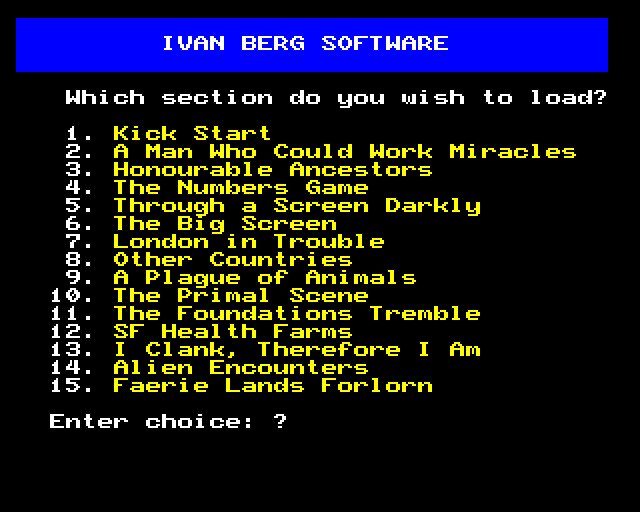 IVAN BERG SOFTWARE
Which section do you wish to load?
1. Kick Start
2. A Man Who Could Work Miracles
3. Honourable Ancestors
4. The Numbers Game
5. Through a Screen Darkly
6. The Big Screen
7. London in Trouble
8. Other Countries
9. A Plague of Animals
10. The Primal Scene
11. The Foundations Tremble
12. SF Health Farms
13. I Clank, Therefore I Am
14. Alien Encounters
15. Faerie Lands Forlorn
Enter choice: ?